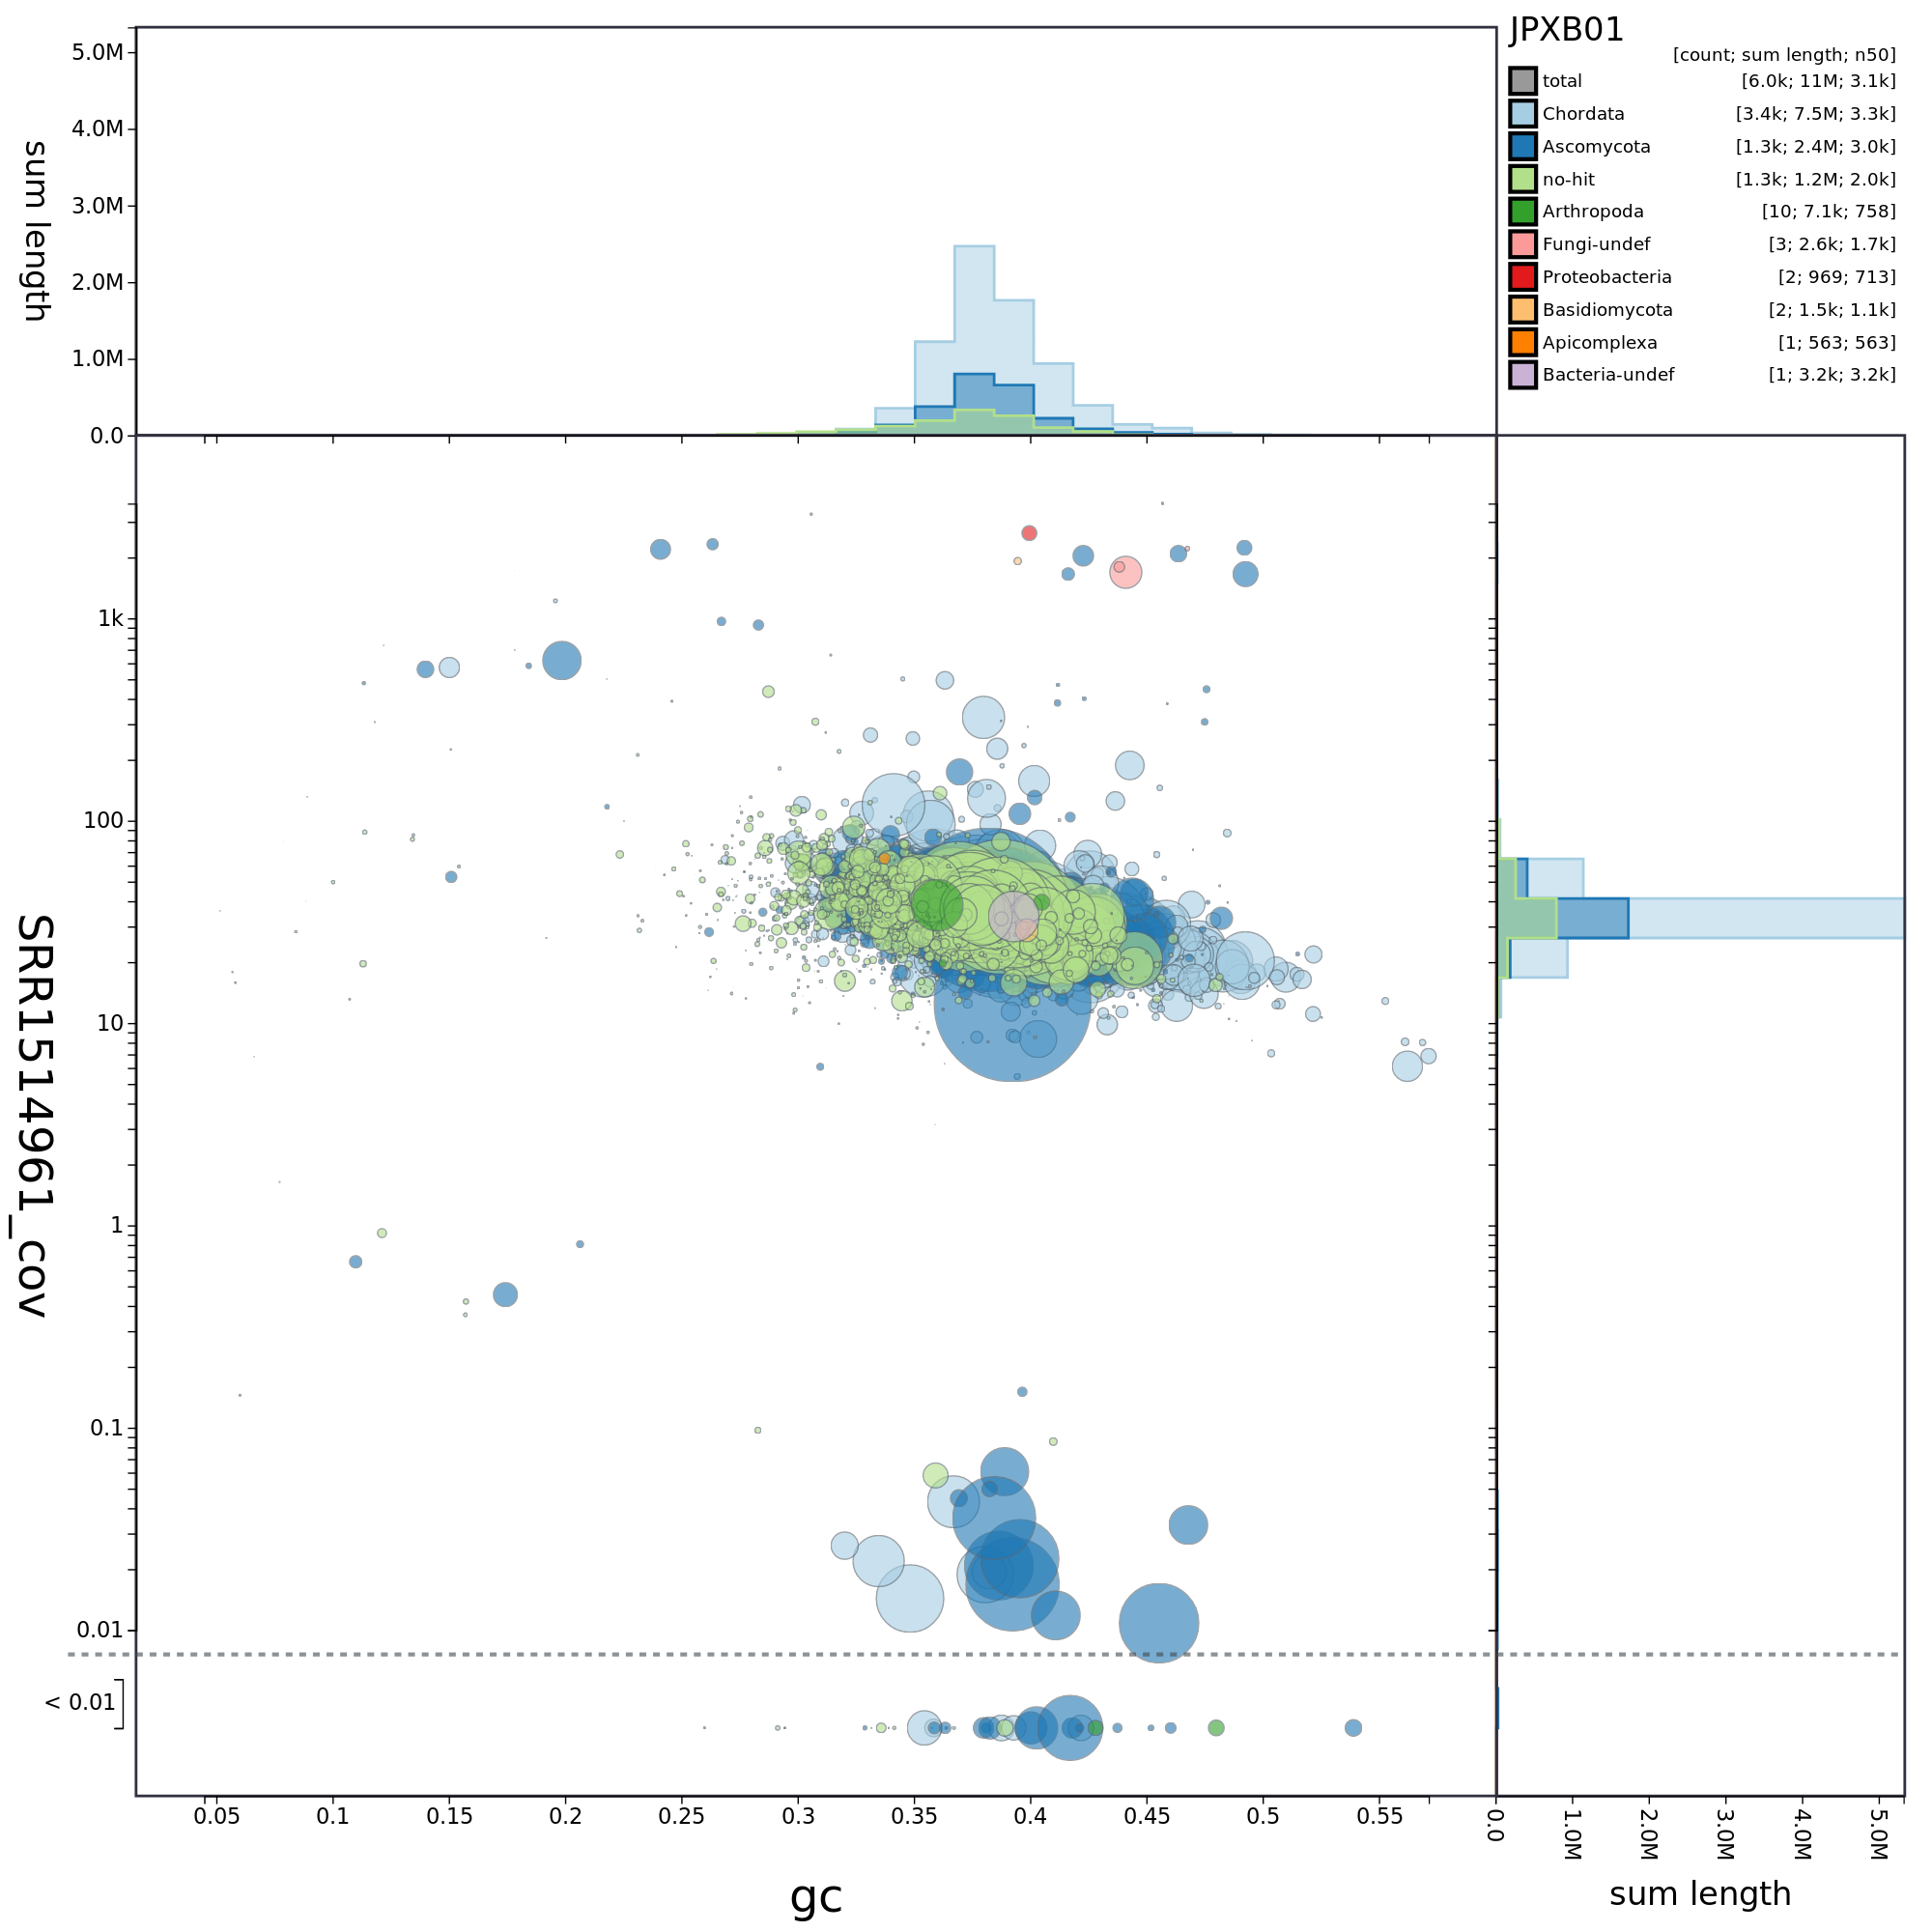 JPXB01
[count; sum length; n50]
total [6.0k; 11M; 3.1k]
Chordata [3.4k; 7.5M; 3.3k]
Ascomycota [1.3k; 2.4M; 3.0k]
no-hit [1.3k; 1.2M; 2.0k]
Arthropoda [10; 7.1k; 758]
Fungi-undef [3; 2.6k; 1.7k]
Proteobacteria [2; 969; 713]
Basidiomycota [2; 1.5k; 1.1k]
Apicomplexa [1; 563; 563]
Bacteria-undef [1; 3.2k; 3.2k]
sum length
5.0M
4.0M
3.0M
2.0M
1.0M
0.0
SRR1514961_cov
1k
100
10
1
0.1
0.01
< 0.01
0.05 0.1 0.15 0.2 0.25 0.3 0.35 0.4 0.45 0.5 0.55
gc
0.0 1.0M 2.0M 3.0M 4.0M 5.0M
sum length